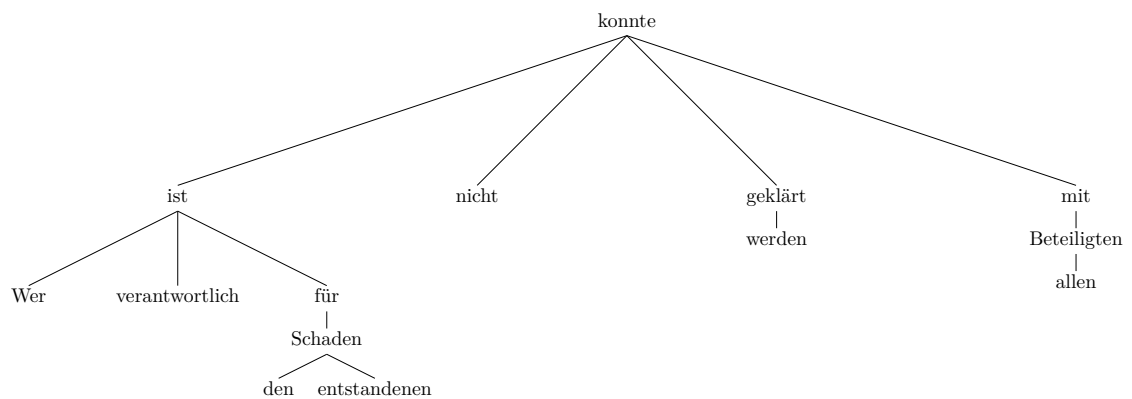 konnte
ist nicht geklärt mit
werden Beteiligten
Wer verantwortlich für allen
Schaden
den entstandenen